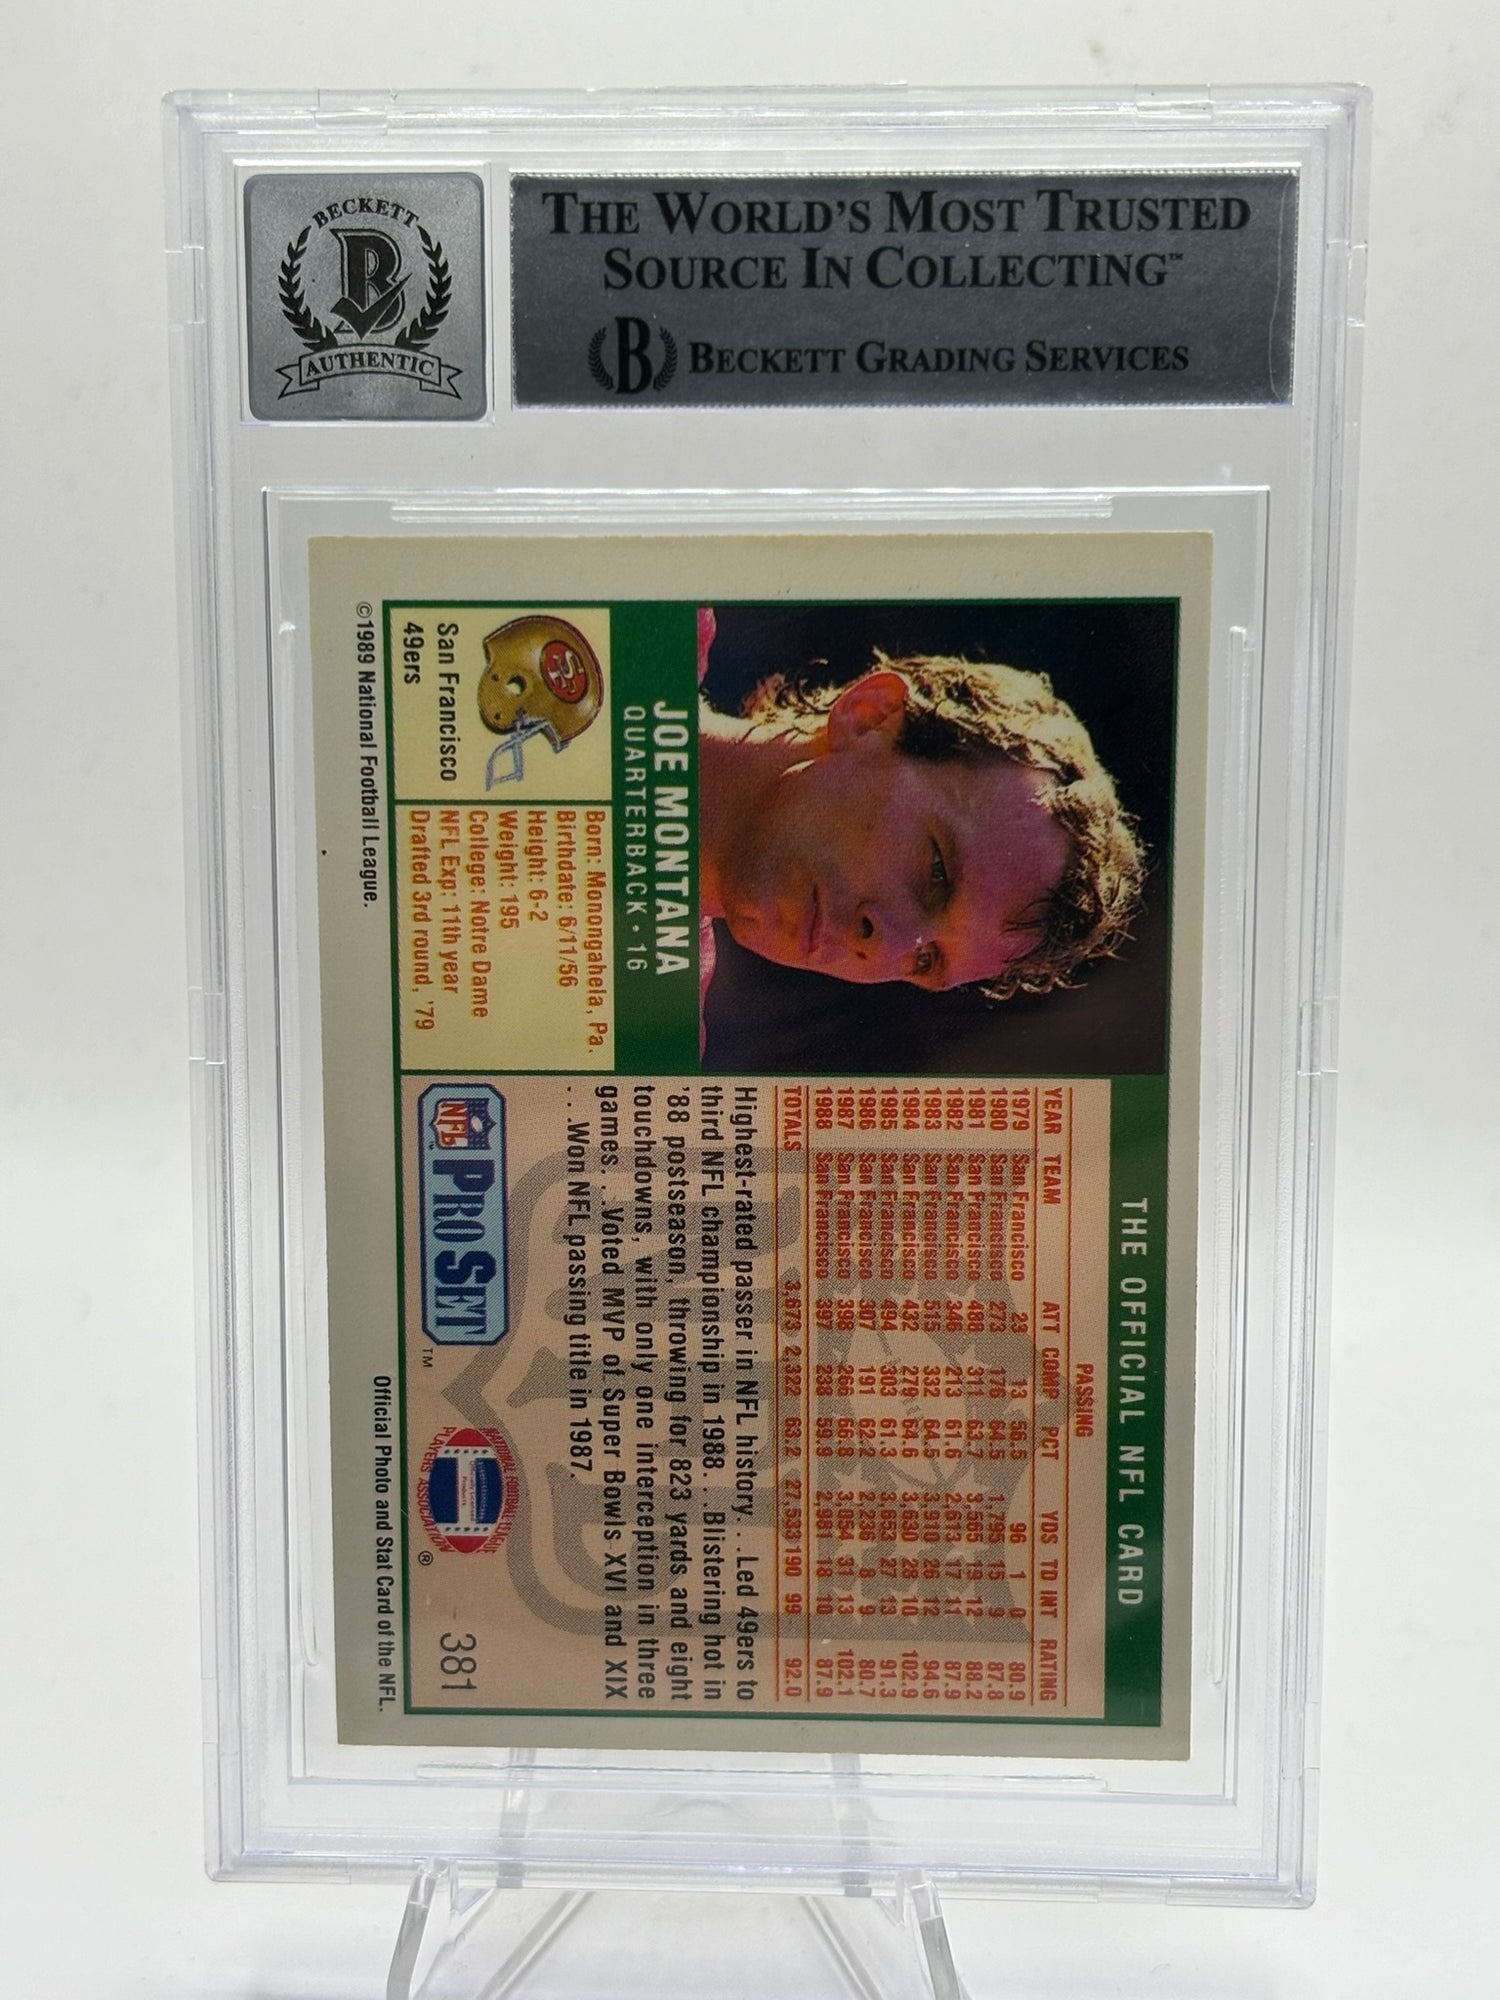 BECKETT
B
AUTHENTIC
THE WORLD'S MOST TRUSTED
SOURCE IN COLLECTING™
B BECKETT GRADING SERVICES
THE OFFICIAL NFL CARD
JOE MONTANA
QUARTERBACK • 16
SF
San Francisco
49ers
Born: Monongahela, Pa.
Birthdate: 6/11/56
Height: 6-2
Weight: 195
College: Notre Dame
NFL Exp: 11th year
Drafted 3rd round, '79
PASSING
YEAR TEAM ATT COMP PCT YDS TD INT RATING
1979 San Francisco 23 13 56.5 96 1 0 80.9
1980 San Francisco 273 176 64.5 1,795 15 9 87.8
1981 San Francisco 488 311 63.7 3,565 19 12 88.2
1982 San Francisco 346 213 61.6 2,613 17 11 87.9
1983 San Francisco 515 332 64.5 3,910 26 12 94.6
1984 San Francisco 432 279 64.6 3,630 28 10 102.9
1985 San Francisco 494 303 61.3 3,653 27 13 91.3
1986 San Francisco 307 191 62.2 2,236 8 9 80.7
1987 San Francisco 398 266 66.8 3,054 31 13 102.1
1988 San Francisco 397 238 59.9 2,981 18 10 87.9
TOTALS 3,673 2,322 63.2 27,533 190 99 92.0
Highest-rated passer in NFL history. . .Led 49ers to
third NFL championship in 1988. . .Blistering hot in
'88 postseason, throwing for 823 yards and eight
touchdowns, with only one interception in three
games. . .Voted MVP of Super Bowls XVI and XIX
. . .Won NFL passing title in 1987.
NFL PRO SET™
NATIONAL FOOTBALL LEAGUE
PLAYERS ASSOCIATION ®
381
©1989 National Football League.
Official Photo and Stat Card of the NFL.